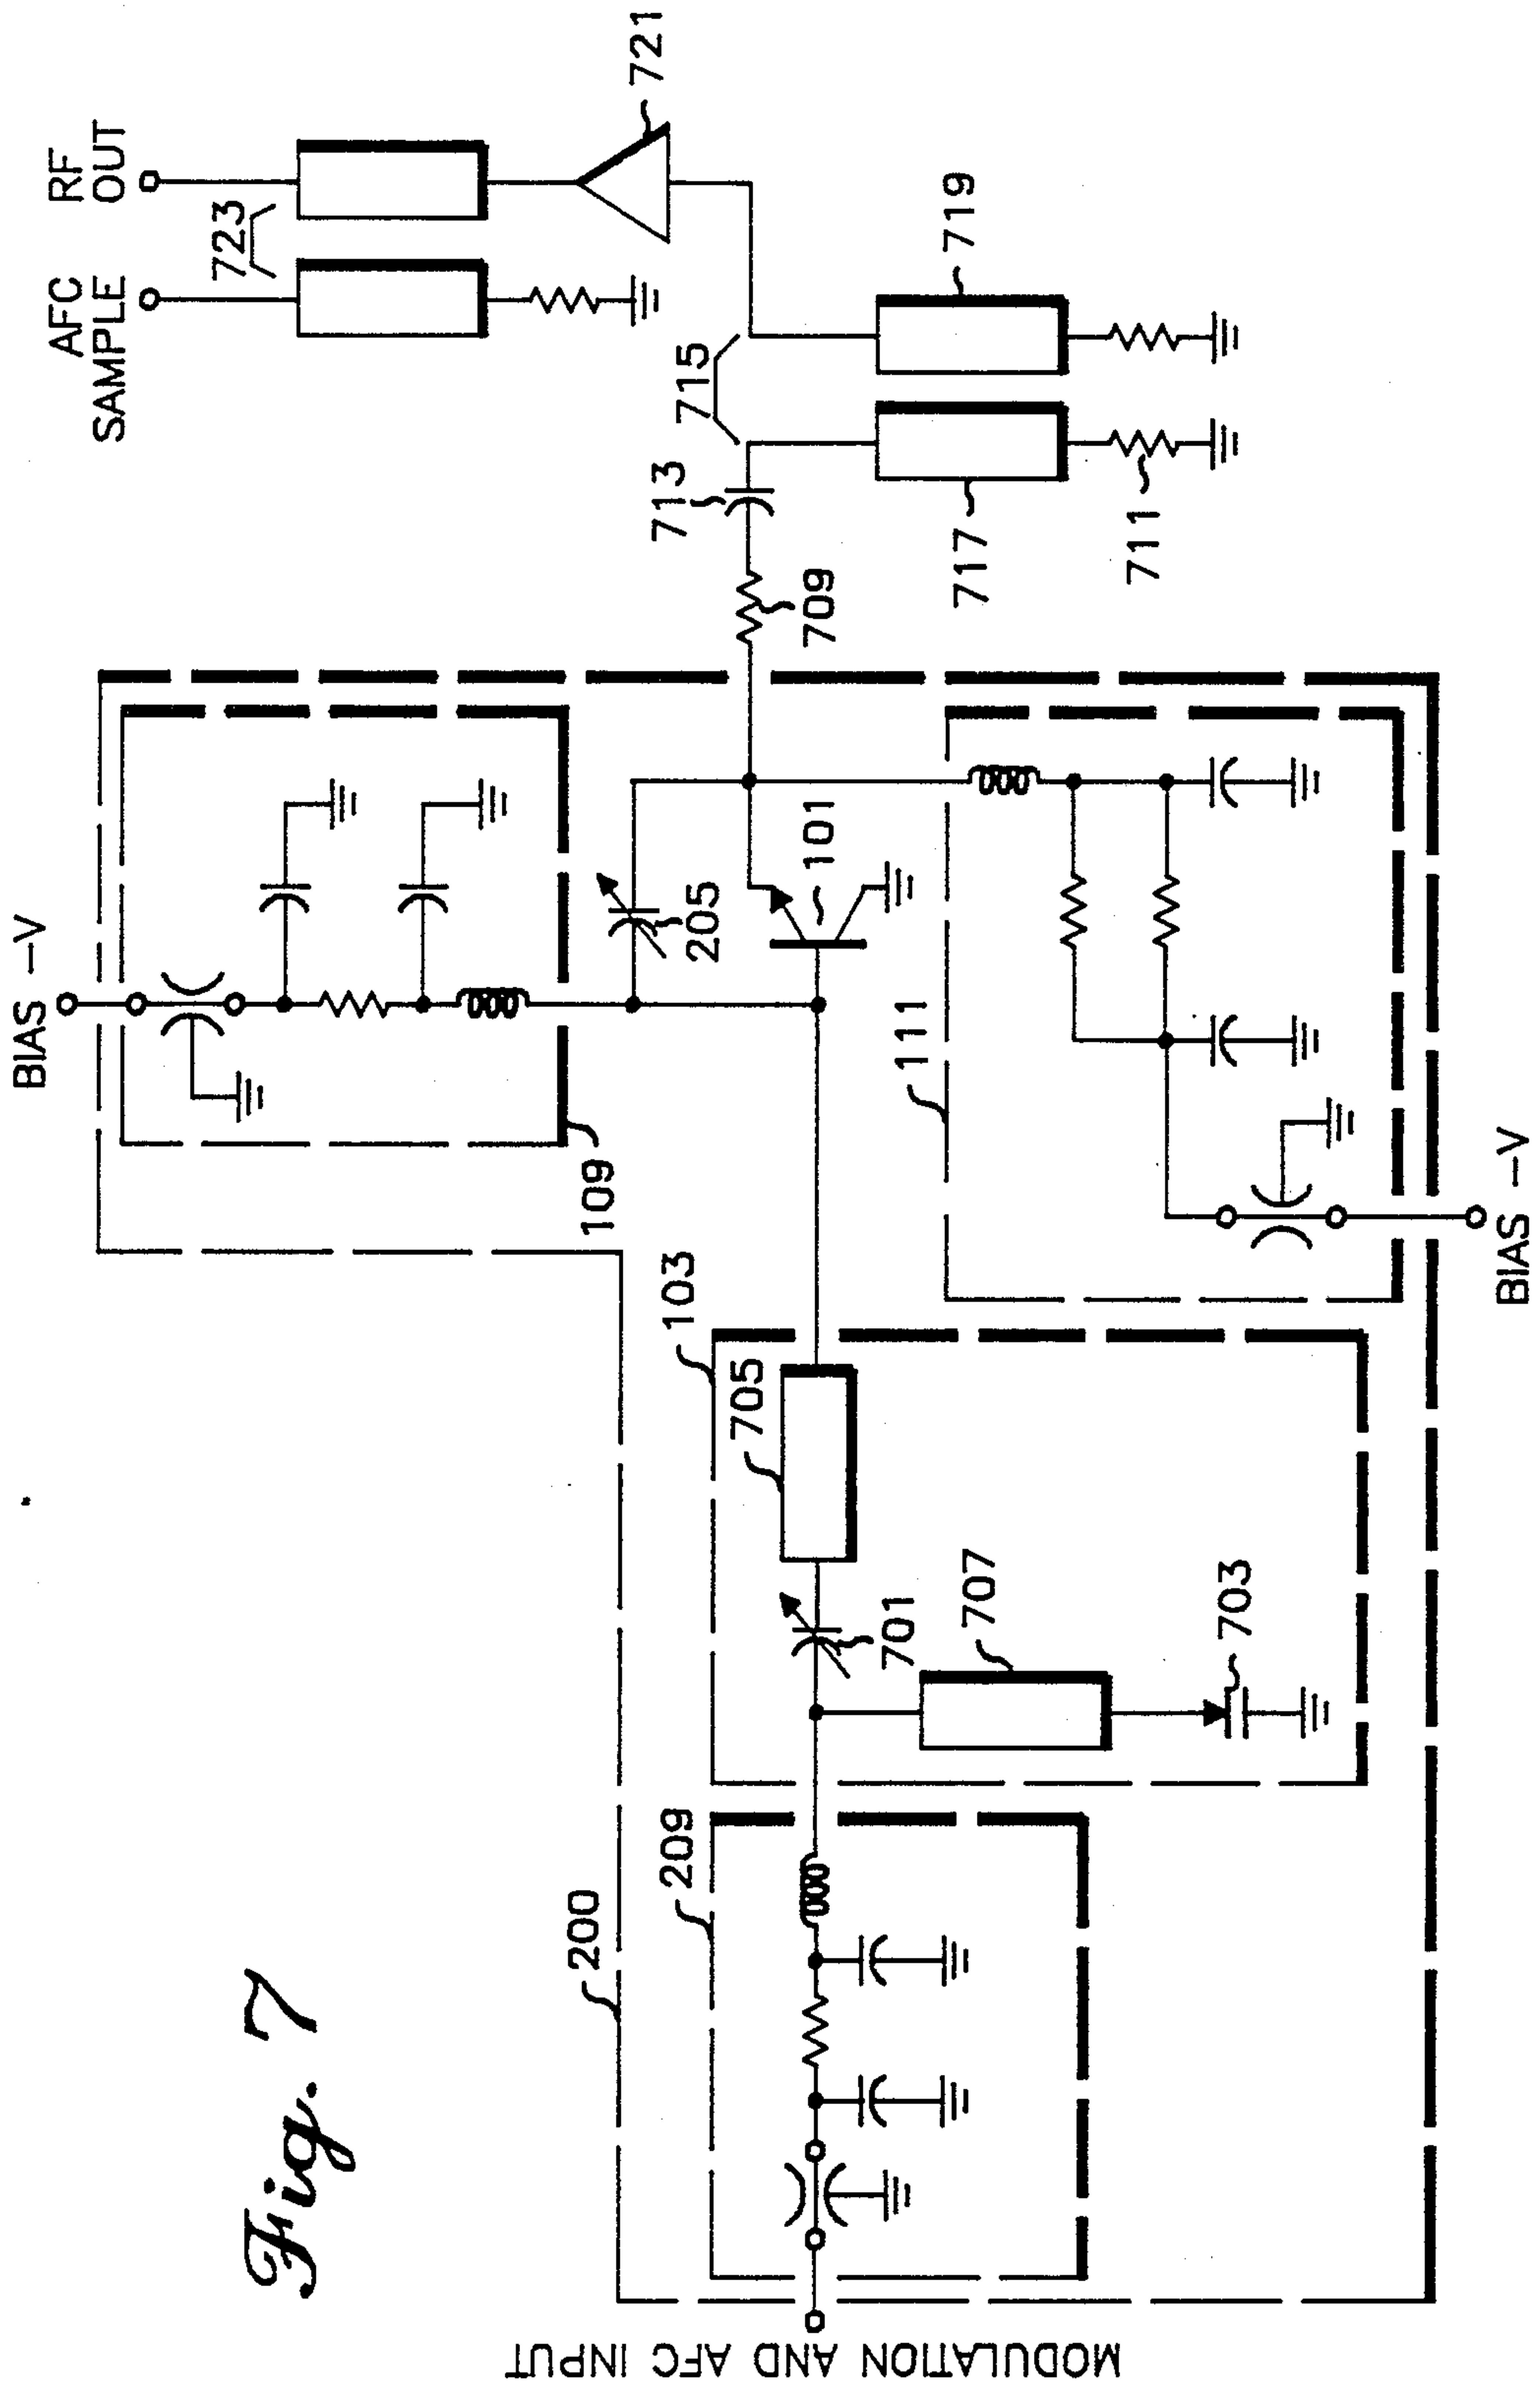 BIAS –V
AFC
SAMPLE
RF
OUT
723
721
715
719
713
717
711
709
109
205
101
111
103
705
701
707
703
BIAS –V
200
209
MODULATION AND AFC INPUT
Fig. 7